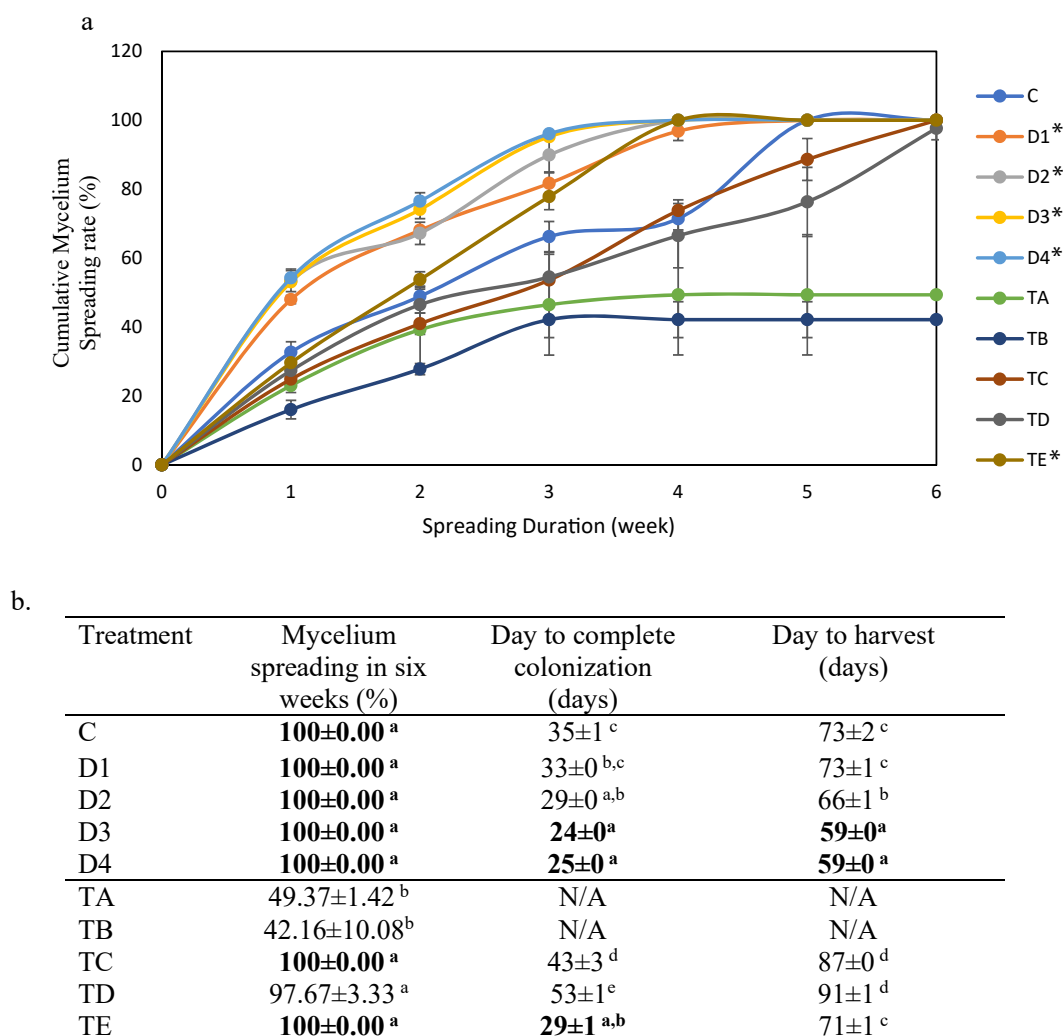 a
120
100
80
60
40
20
0
Cumulative Mycelium
Spreading rate (%)
0 1 2 3 4 5 6
Spreading Duration (week)
C
D1*
D2*
D3*
D4*
TA
TB
TC
TD
TE*
b.
Treatment Mycelium Day to complete Day to harvest
spreading in six colonization (days)
weeks (%) (days)
C 100±0.00 a 35±1 c 73±2 c
D1 100±0.00 a 33±0 b,c 73±1 c
D2 100±0.00 a 29±0 a,b 66±1 b
D3 100±0.00 a 24±0a 59±0a
D4 100±0.00 a 25±0 a 59±0 a
TA 49.37±1.42 b N/A N/A
TB 42.16±10.08b N/A N/A
TC 100±0.00 a 43±3 d 87±0 d
TD 97.67±3.33 a 53±1e 91±1 d
TE 100±0.00 a 29±1 a,b 71±1 c